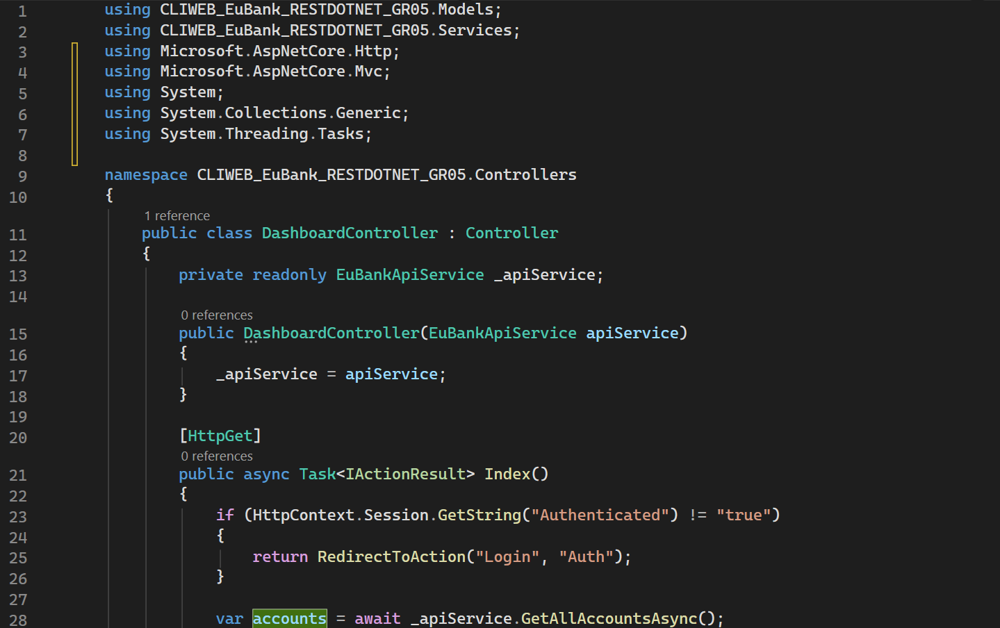 1 using CLIWEB_EuBank_RESTDOTNET_GR05.Models;
2 using CLIWEB_EuBank_RESTDOTNET_GR05.Services;
3 using Microsoft.AspNetCore.Http;
4 using Microsoft.AspNetCore.Mvc;
5 using System;
6 using System.Collections.Generic;
7 using System.Threading.Tasks;
8
9 namespace CLIWEB_EuBank_RESTDOTNET_GR05.Controllers
10 {
1 reference
11 public class DashboardController : Controller
12 {
13 private readonly EuBankApiService _apiService;
14
0 references
15 public DashboardController(EuBankApiService apiService)
16 {
17 _apiService = apiService;
18 }
19
20 [HttpGet]
0 references
21 public async Task<IActionResult> Index()
22 {
23 if (HttpContext.Session.GetString("Authenticated") != "true")
24 {
25 return RedirectToAction("Login", "Auth");
26 }
27
28 var accounts = await _apiService.GetAllAccountsAsync();